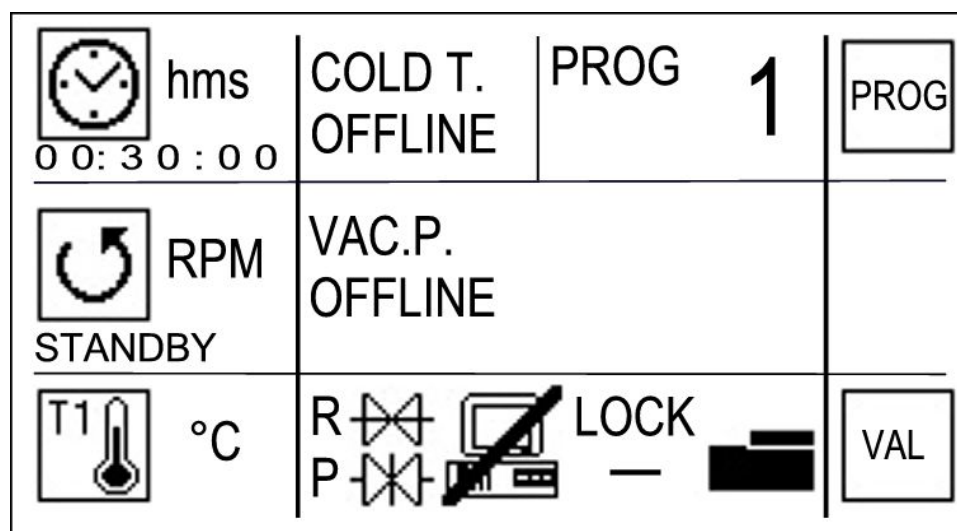 hms
00:30:00
COLD T.
OFFLINE
PROG 1
PROG
RPM
STANDBY
VAC.P.
OFFLINE
T1
°C
R
P
LOCK
—
VAL